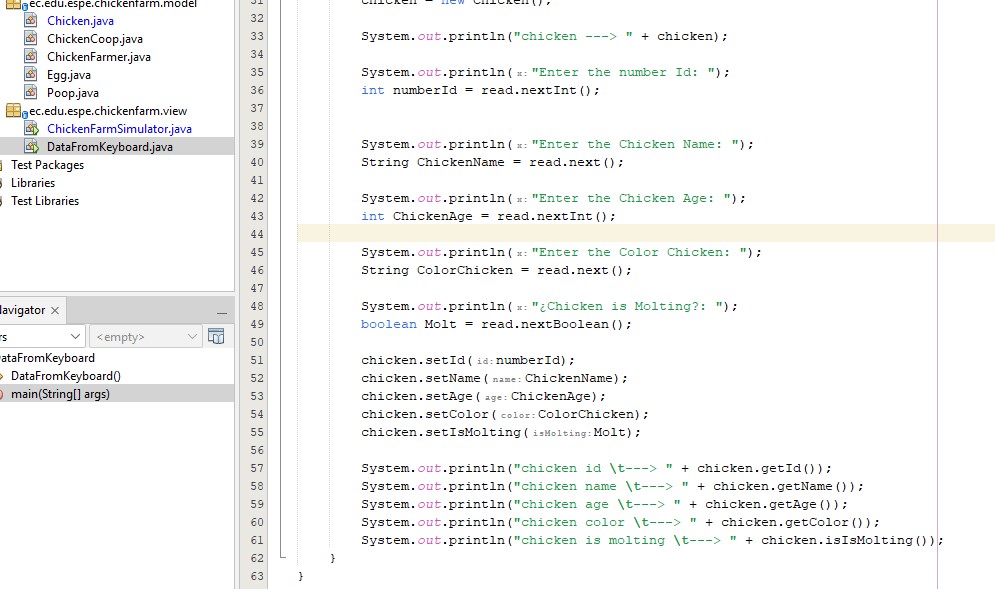 ec.edu.espe.chickenfarm.model
Chicken.java
ChickenCoop.java
ChickenFarmer.java
Egg.java
Poop.java
ec.edu.espe.chickenfarm.view
ChickenFarmSimulator.java
DataFromKeyboard.java
Test Packages
Libraries
Test Libraries
Navigator
<empty>
DataFromKeyboard
DataFromKeyboard()
main(String[] args)
31 chicken = new Chicken();
32
33 System.out.println("chicken ---> " + chicken);
34
35 System.out.println(x:"Enter the number Id: ");
36 int numberId = read.nextInt();
37
38
39 System.out.println(x:"Enter the Chicken Name: ");
40 String ChickenName = read.next();
41
42 System.out.println(x:"Enter the Chicken Age: ");
43 int ChickenAge = read.nextInt();
44
45 System.out.println(x:"Enter the Color Chicken: ");
46 String ColorChicken = read.next();
47
48 System.out.println(x:"¿Chicken is Molting?: ");
49 boolean Molt = read.nextBoolean();
50
51 chicken.setId(id:numberId);
52 chicken.setName(name:ChickenName);
53 chicken.setAge(age:ChickenAge);
54 chicken.setColor(color:ColorChicken);
55 chicken.setIsMolting(isMolting:Molt);
56
57 System.out.println("chicken id \t---> " + chicken.getId());
58 System.out.println("chicken name \t---> " + chicken.getName());
59 System.out.println("chicken age \t---> " + chicken.getAge());
60 System.out.println("chicken color \t---> " + chicken.getColor());
61 System.out.println("chicken is molting \t---> " + chicken.isIsMolting());
62 }
63 }